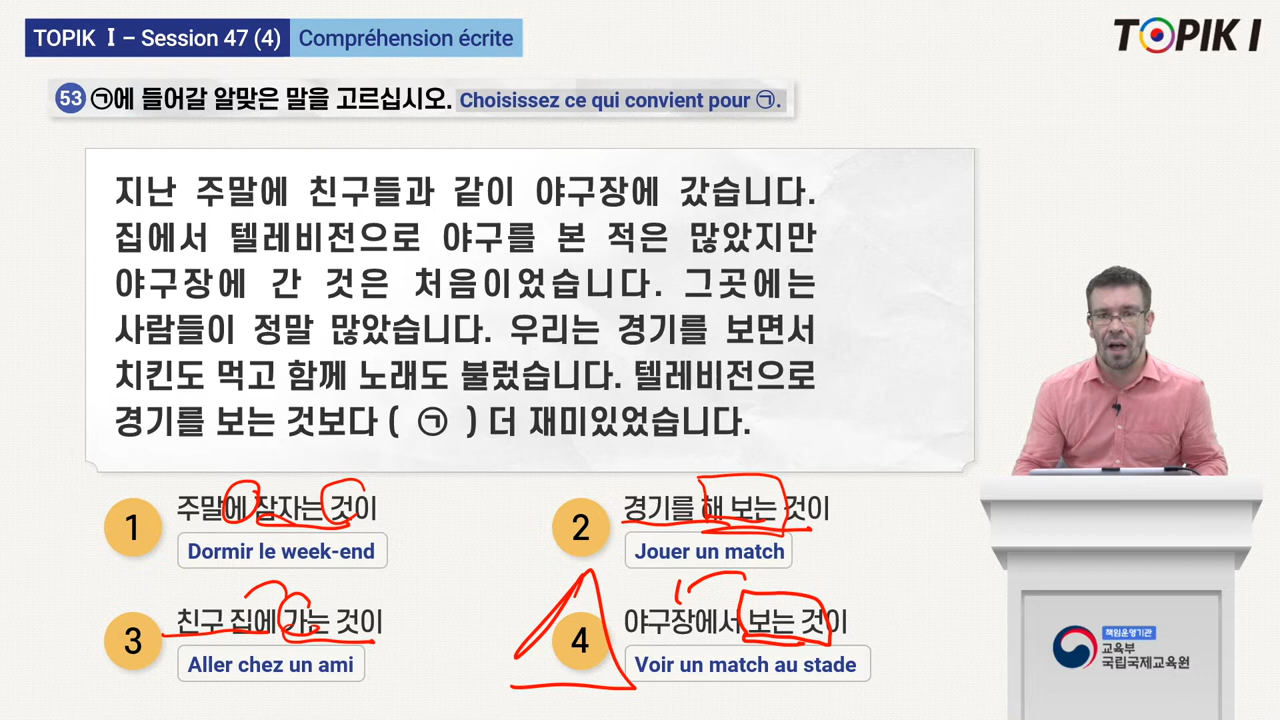 TOPIK I – Session 47 (4) Compréhension écrite
TOPIK I
53 ㉠에 들어갈 알맞은 말을 고르십시오. Choisissez ce qui convient pour ㉠.
지난 주말에 친구들과 같이 야구장에 갔습니다.
집에서 텔레비전으로 야구를 본 적은 많았지만
야구장에 간 것은 처음이었습니다. 그곳에는
사람들이 정말 많았습니다. 우리는 경기를 보면서
치킨도 먹고 함께 노래도 불렀습니다. 텔레비전으로
경기를 보는 것보다 ( ㉠ ) 더 재미있었습니다.
1 주말에 잠자는 것이
Dormir le week-end
2 경기를 해 보는 것이
Jouer un match
3 친구 집에 가는 것이
Aller chez un ami
4 야구장에서 보는 것이
Voir un match au stade
책임운영기관
교육부
국립국제교육원